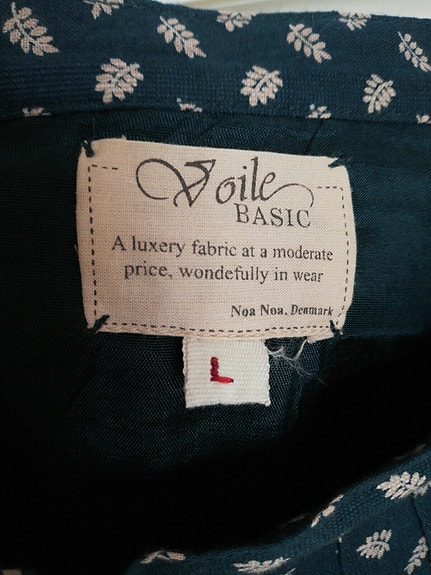 Voile
BASIC
A luxery fabric at a moderate
price, wondefully in wear
Noa Noa. Denmark
L